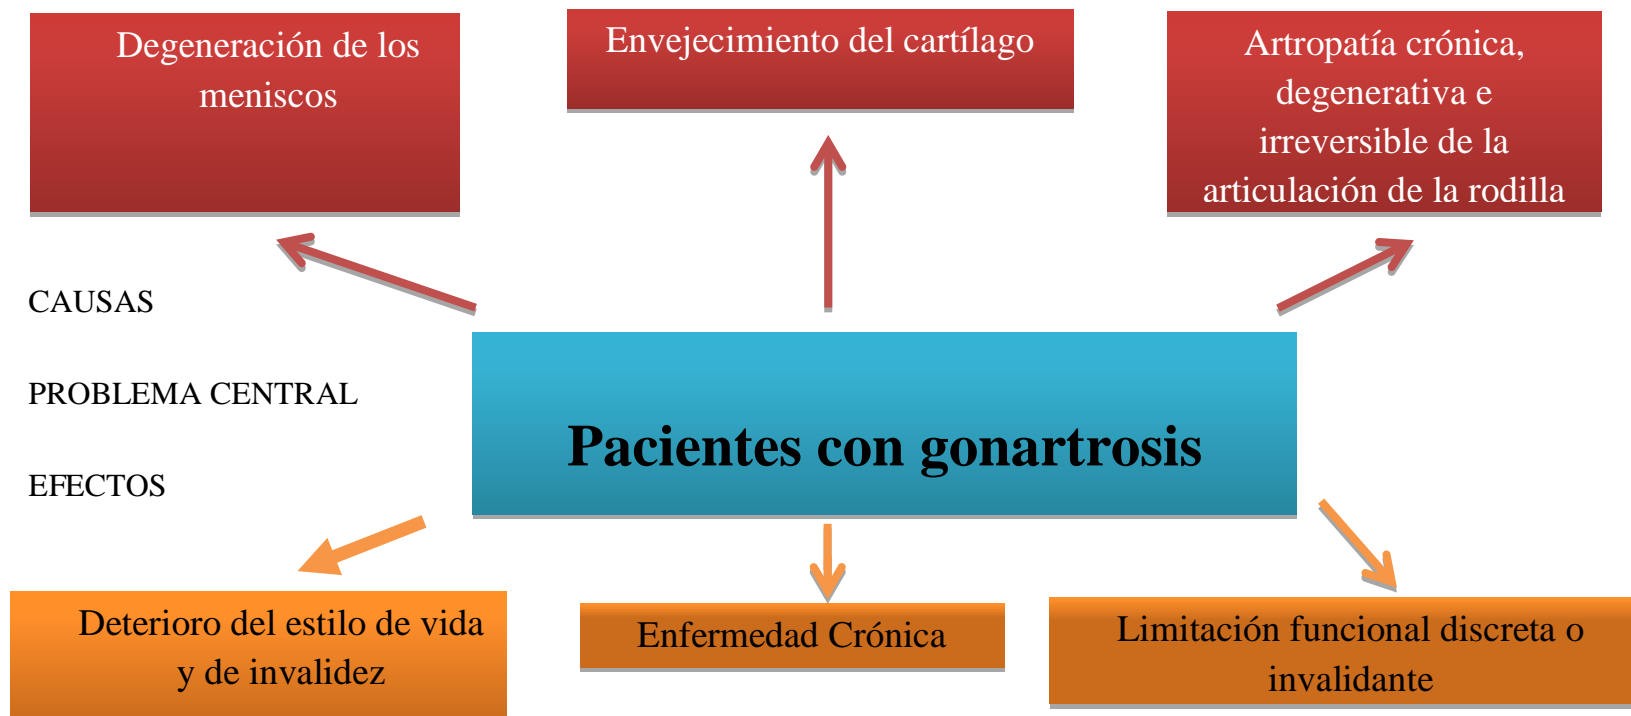 Degeneración de los
meniscos
Envejecimiento del cartílago
Artropatía crónica,
degenerativa e
irreversible de la
articulación de la rodilla
CAUSAS
PROBLEMA CENTRAL
EFECTOS
Pacientes con gonartrosis
Deterioro del estilo de vida
y de invalidez
Enfermedad Crónica
Limitación funcional discreta o
invalidante